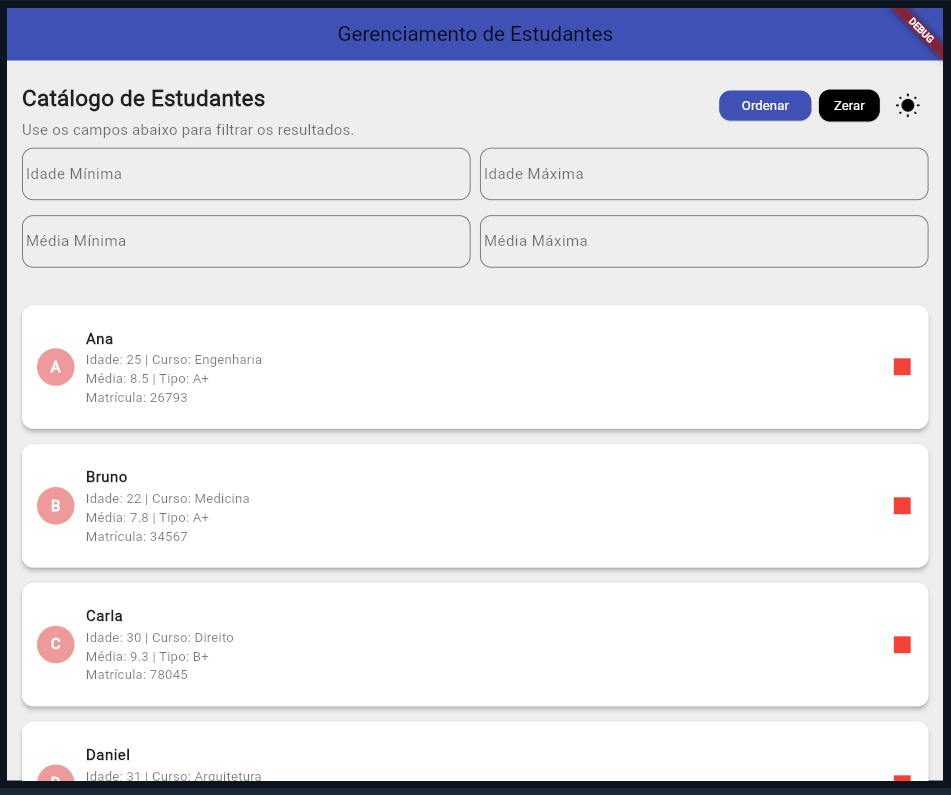 Gerenciamento de Estudantes
DEBUG
Catálogo de Estudantes
Ordenar
Zerar
Use os campos abaixo para filtrar os resultados.
Idade Mínima
Idade Máxima
Média Mínima
Média Máxima
A
Ana
Idade: 25 | Curso: Engenharia
Média: 8.5 | Tipo: A+
Matrícula: 26793
B
Bruno
Idade: 22 | Curso: Medicina
Média: 7.8 | Tipo: A+
Matrícula: 34567
C
Carla
Idade: 30 | Curso: Direito
Média: 9.3 | Tipo: B+
Matrícula: 78045
D
Daniel
Idade: 31 | Curso: Arquitetura